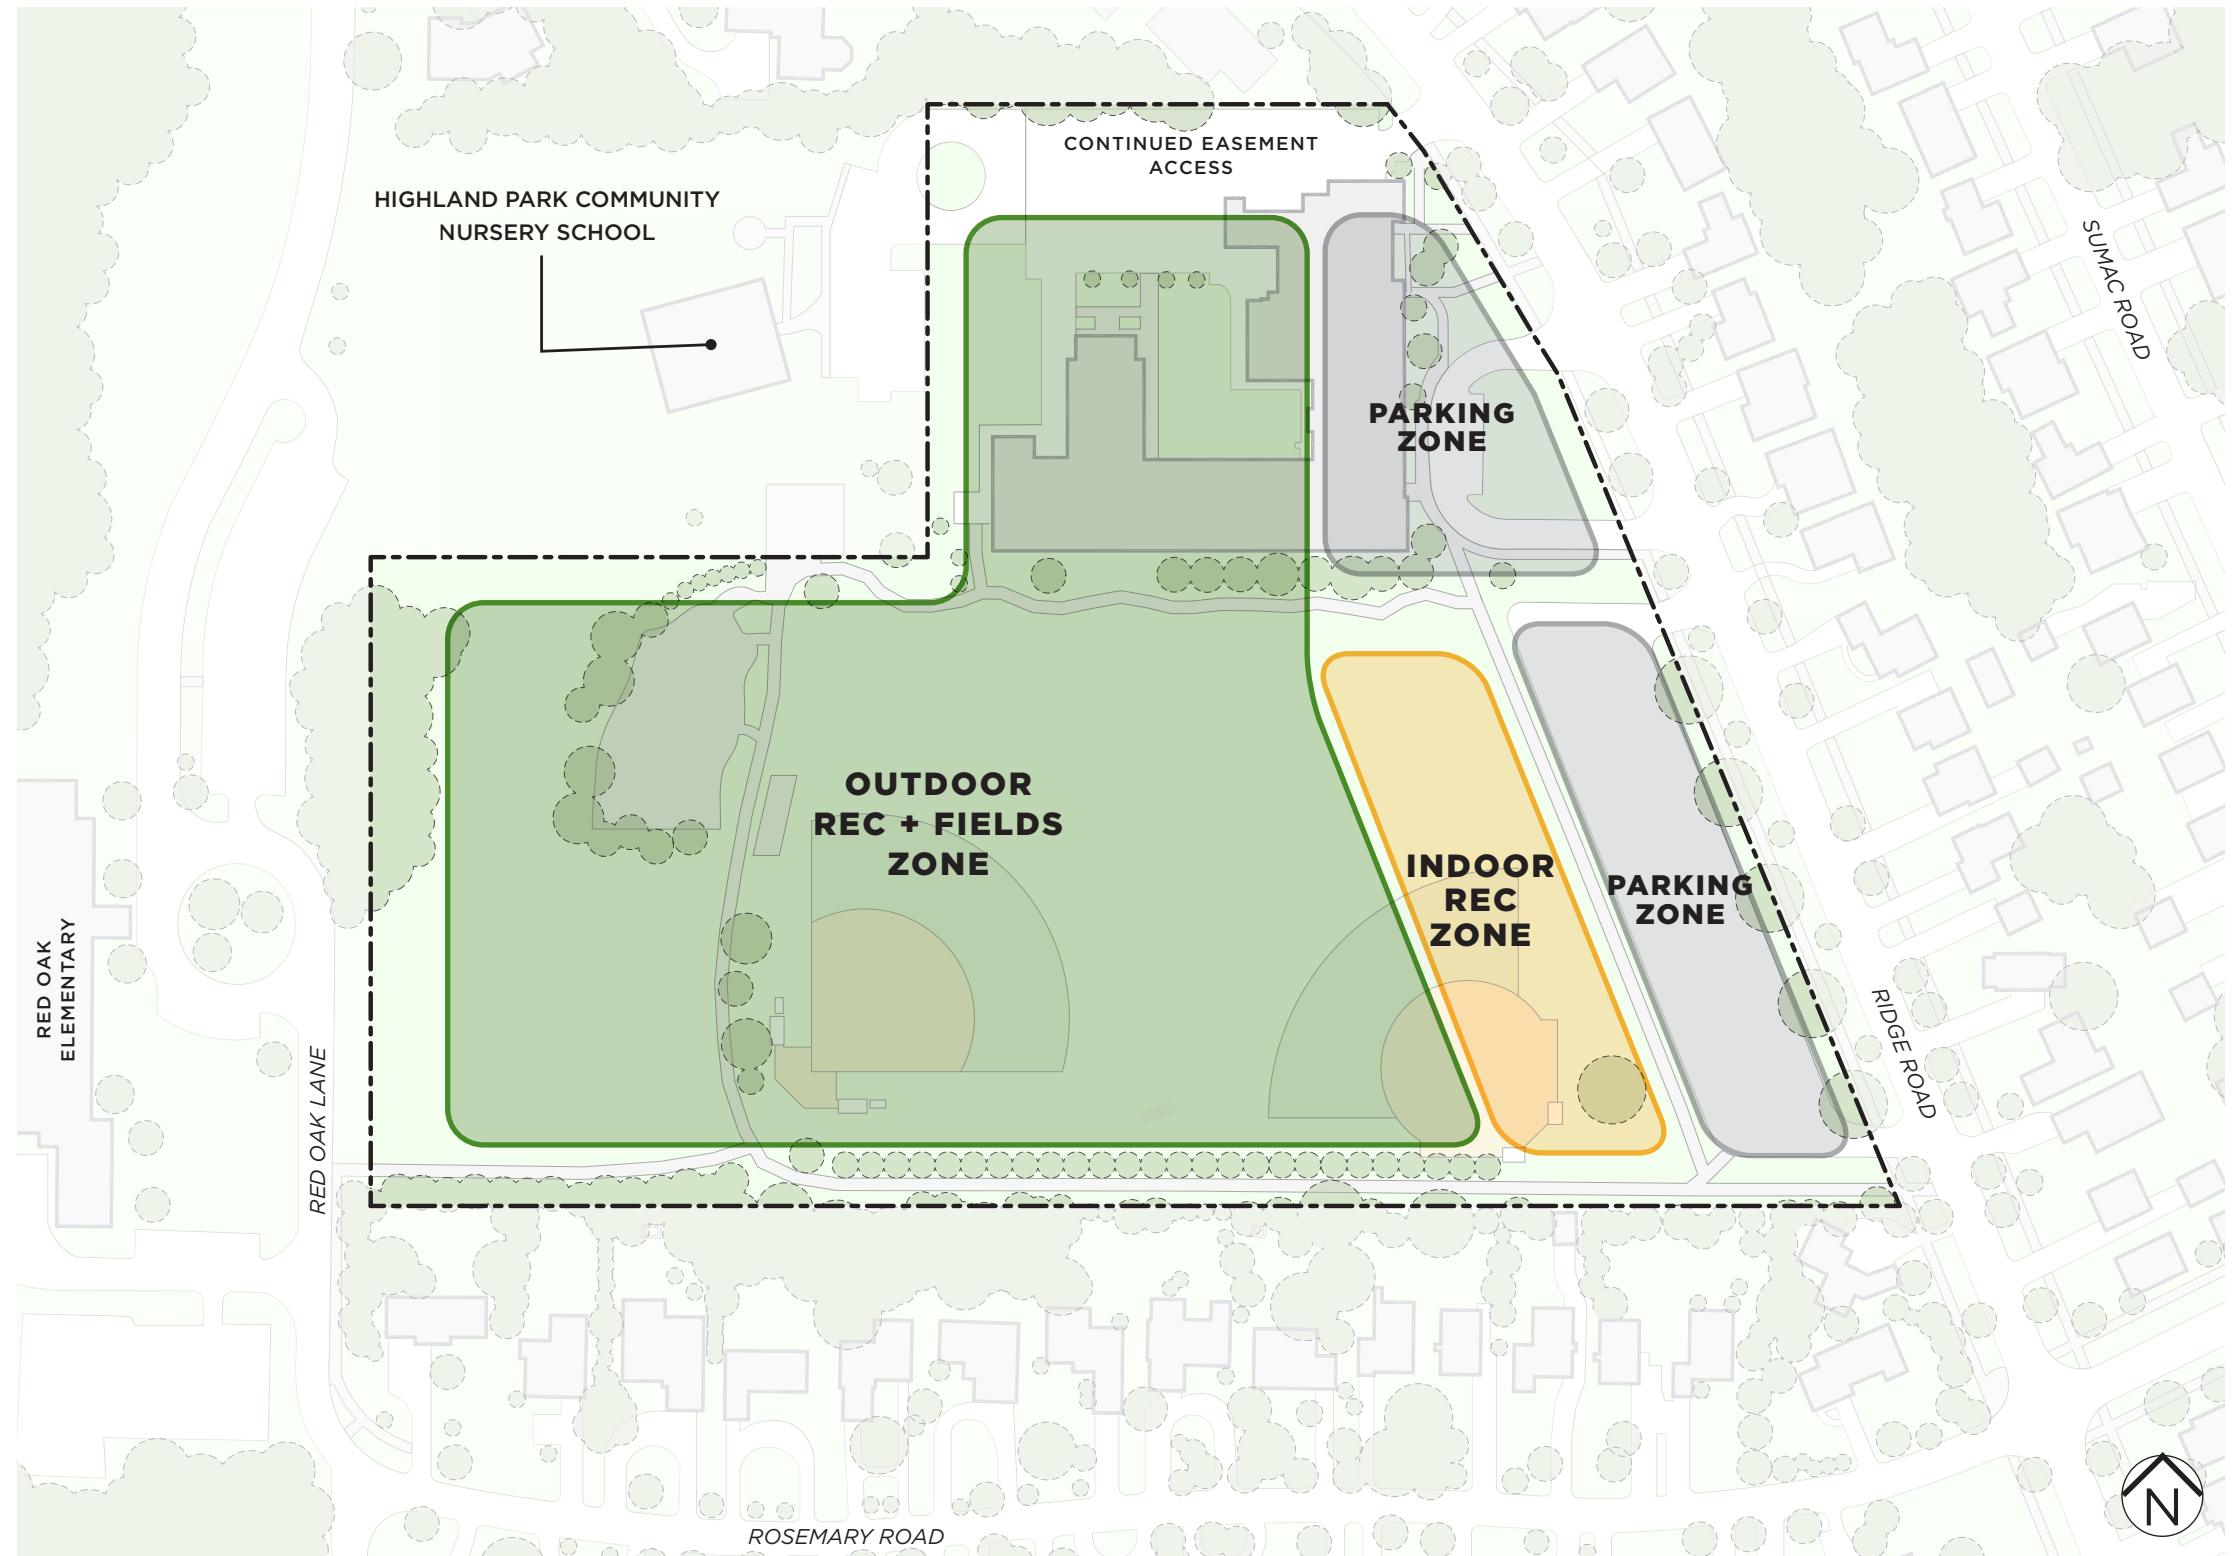 CONTINUED EASEMENT
ACCESS
HIGHLAND PARK COMMUNITY
NURSERY SCHOOL
SUMAC ROAD
PARKING
ZONE
OUTDOOR
REC + FIELDS
ZONE
INDOOR
REC
ZONE
PARKING
ZONE
RED OAK
ELEMENTARY
RED OAK LANE
RIDGE ROAD
ROSEMARY ROAD
N